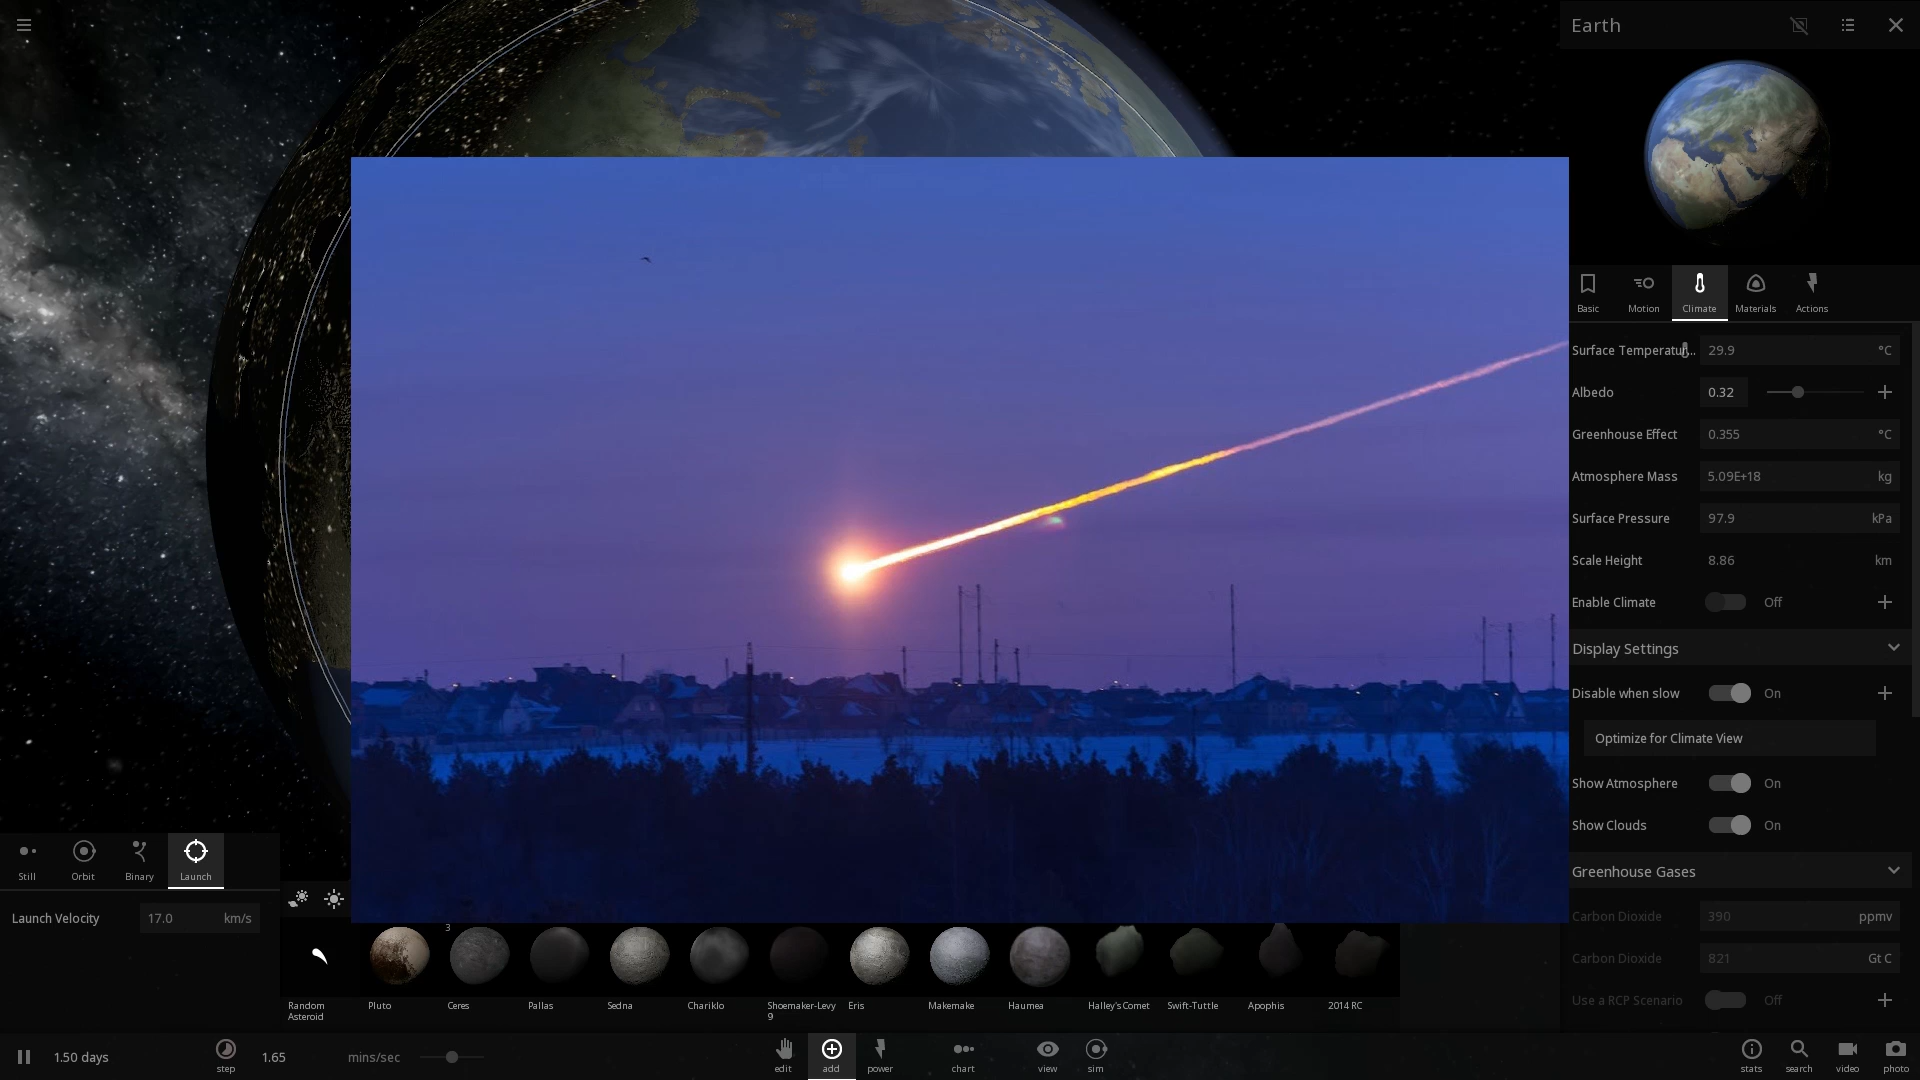 Earth
Basic
Motion
Climate
Materials
Actions
Surface Temperatur...
29.9
°C
Albedo
0.32
Greenhouse Effect
0.355
°C
Atmosphere Mass
5.09E+18
kg
Surface Pressure
97.9
kPa
Scale Height
8.86
km
Enable Climate
Off
Display Settings
Disable when slow
On
Optimize for Climate View
Show Atmosphere
On
Show Clouds
On
Greenhouse Gases
Carbon Dioxide
390
ppmv
Carbon Dioxide
821
Gt C
Use a RCP Scenario
Off
Still
Orbit
Binary
Launch
Launch Velocity
17.0
km/s
3
Random
Asteroid
Pluto
Ceres
Pallas
Sedna
Chariklo
Shoemaker-Levy
9
Eris
Makemake
Haumea
Halley's Comet
Swift-Tuttle
Apophis
2014 RC
1.50 days
step
1.65
mins/sec
edit
add
power
chart
view
sim
stats
search
video
photo